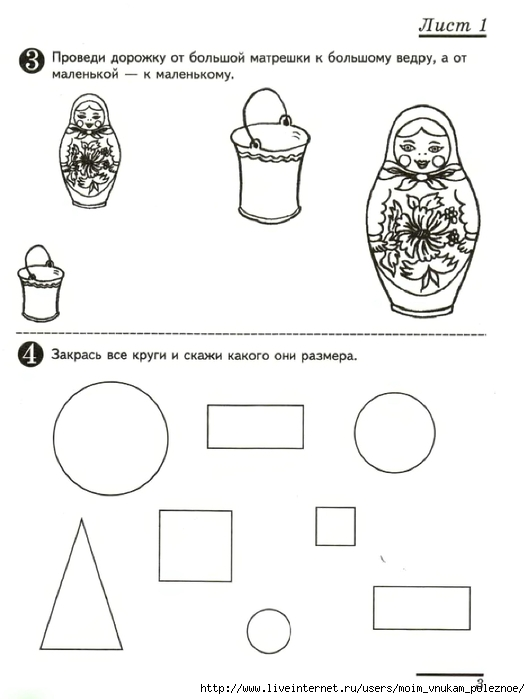 Лист 1
3 Проведи дорожку от большой матрешки к большому ведру, а от
маленькой — к маленькому.
4 Закрась все круги и скажи какого они размера.
3
http://www.liveinternet.ru/users/moim_vnukam_poleznoe/